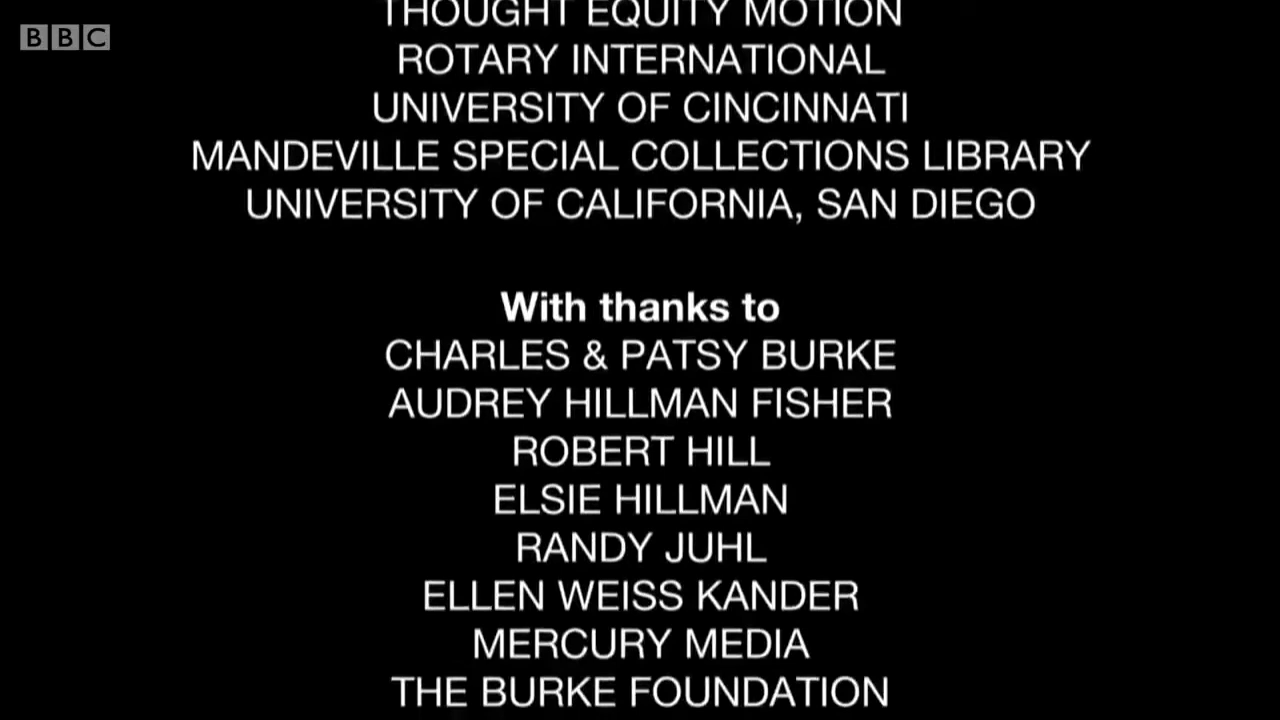 BBC
THOUGHT EQUITY MOTION
ROTARY INTERNATIONAL
UNIVERSITY OF CINCINNATI
MANDEVILLE SPECIAL COLLECTIONS LIBRARY
UNIVERSITY OF CALIFORNIA, SAN DIEGO
With thanks to
CHARLES & PATSY BURKE
AUDREY HILLMAN FISHER
ROBERT HILL
ELSIE HILLMAN
RANDY JUHL
ELLEN WEISS KANDER
MERCURY MEDIA
THE BURKE FOUNDATION